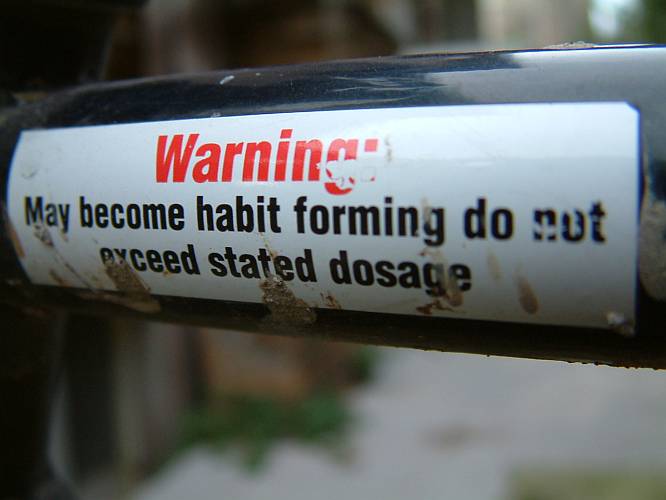 Warning:
May become habit forming do not
exceed stated dosage